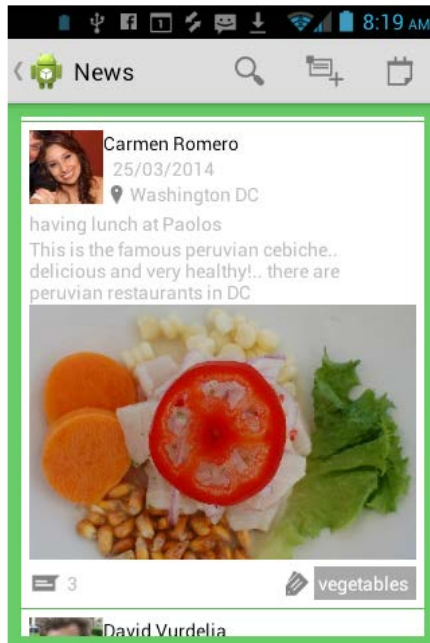 8:19 AM
News
Carmen Romero
25/03/2014
Washington DC
having lunch at Paolos
This is the famous peruvian cebiche..
delicious and very healthy!.. there are
peruvian restaurants in DC
3
vegetables
David Vurdelia